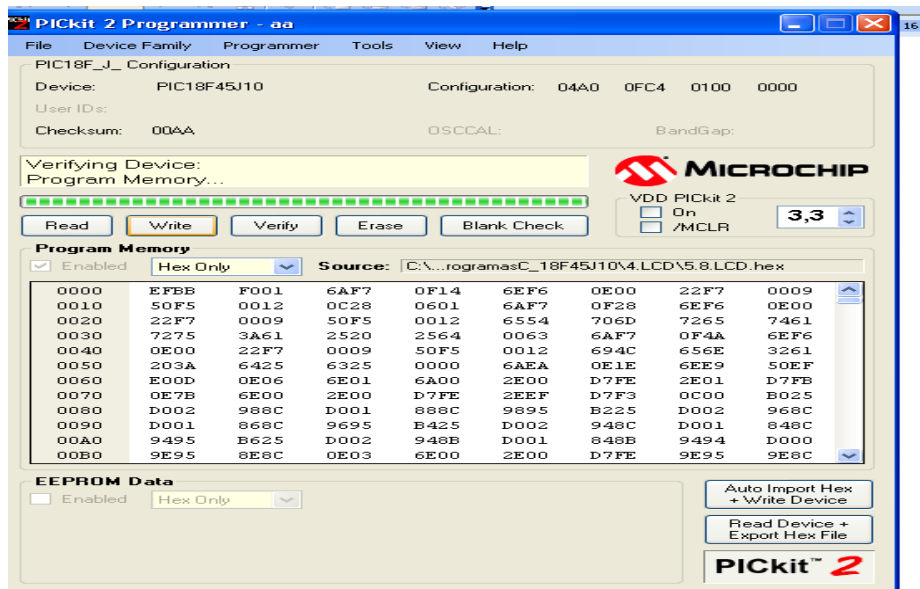 PICkit 2 Programmer - aa
16
File Device Family Programmer Tools View Help
PIC18F_J_ Configuration
Device: PIC18F45J10 Configuration: 04A0 0FC4 0100 0000
User IDs:
Checksum: 00AA OSCCAL: BandGap:
Verifying Device:
Program Memory...
MICROCHIP
VDD PICkit 2
On
/MCLR
3,3
Read Write Verify Erase Blank Check
Program Memory
Enabled Hex Only Source: C:\...rogramasC_18F45J10\4.LCD\5.8.LCD.hex
0000 EFBB F001 6AF7 0F14 6EF6 0E00 22F7 0009
0010 50F5 0012 0C28 0601 6AF7 0F28 6EF6 0E00
0020 22F7 0009 50F5 0012 6554 706D 7265 7461
0030 7275 3A61 2520 2564 0063 6AF7 0F4A 6EF6
0040 0E00 22F7 0009 50F5 0012 694C 656E 3261
0050 203A 6425 6325 0000 6AEA 0E1E 6EE9 50EF
0060 E00D 0E06 6E01 6A00 2E00 D7FE 2E01 D7FB
0070 0E7B 6E00 2E00 D7FE 2EEF D7F3 0C00 B025
0080 D002 988C D001 888C 9895 B225 D002 968C
0090 D001 868C 9695 B425 D002 948C D001 848C
00A0 9495 B625 D002 948B D001 848B 9494 D000
00B0 9E95 8E8C 0E03 6E00 2E00 D7FE 9E95 9E8C
EEPROM Data
Enabled Hex Only
Auto Import Hex
+ Write Device
Read Device +
Export Hex File
PICkit™ 2